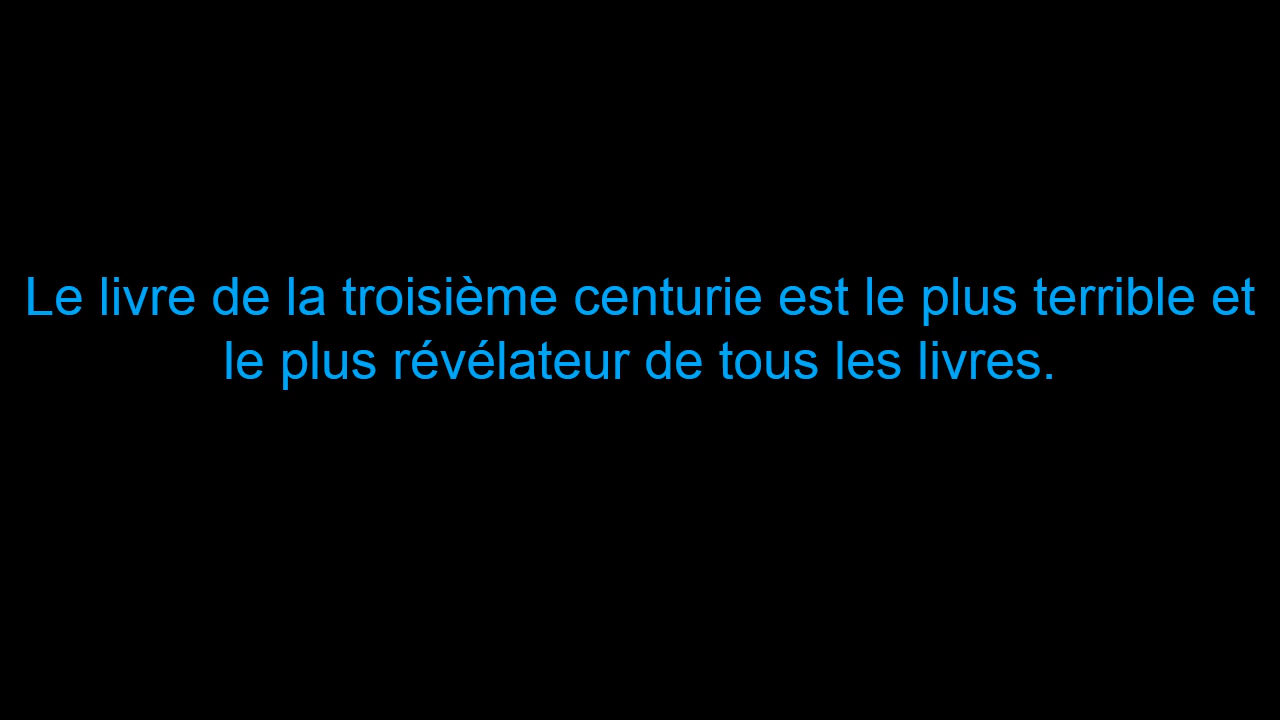 Le livre de la troisième centurie est le plus terrible et
le plus révélateur de tous les livres.